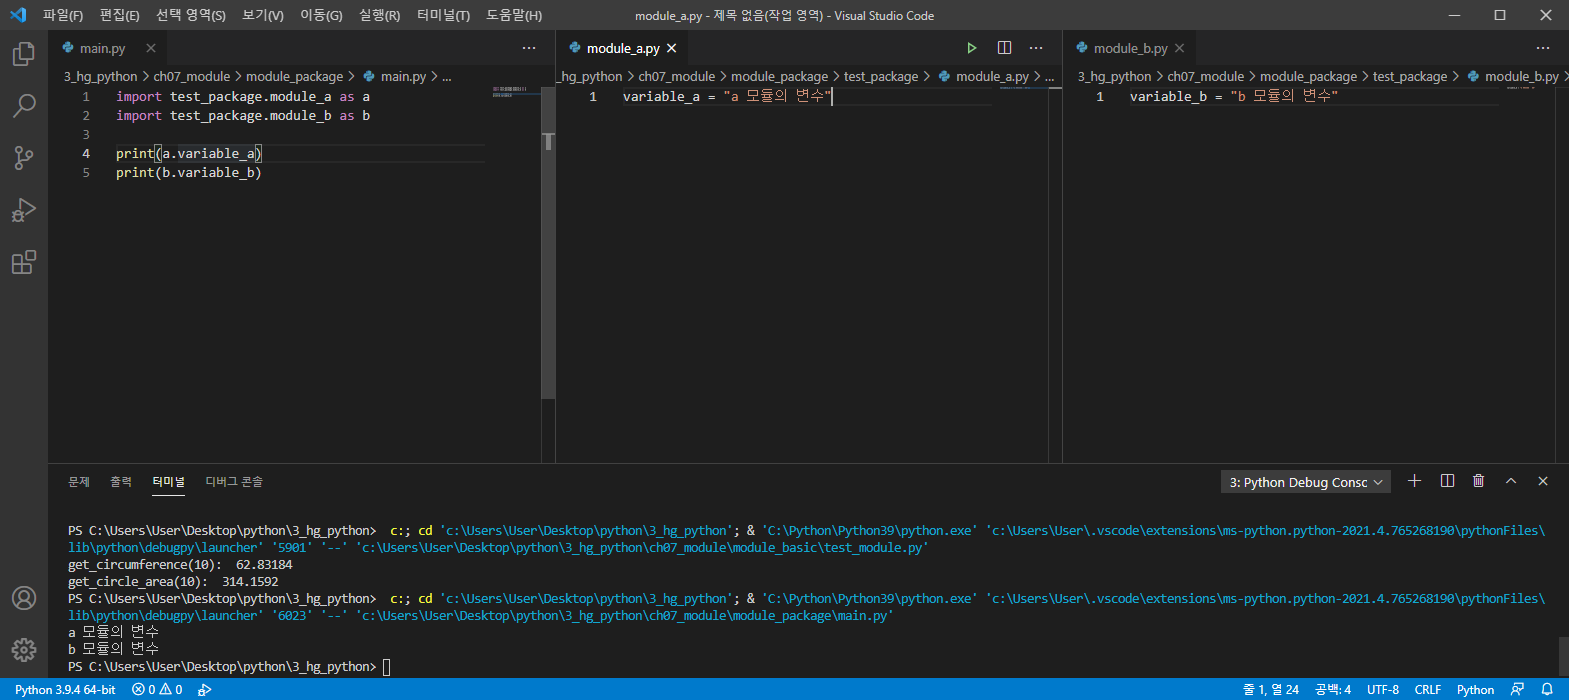 파일(F) 편집(E) 선택 영역(S) 보기(V) 이동(G) 실행(R) 터미널(T) 도움말(H) module_a.py - 제목 없음(작업 영역) - Visual Studio Code
main.py
3_hg_python > ch07_module > module_package > main.py > ...
1 import test_package.module_a as a
2 import test_package.module_b as b
3
4 print(a.variable_a)
5 print(b.variable_b)
module_a.py
_hg_python > ch07_module > module_package > test_package > module_a.py > ...
1 variable_a = "a 모듈의 변수"
module_b.py
3_hg_python > ch07_module > module_package > test_package > module_b.py >
1 variable_b = "b 모듈의 변수"
문제 출력 터미널 디버그 콘솔 3: Python Debug Consc
PS C:\Users\User\Desktop\python\3_hg_python>  c:; cd 'c:\Users\User\Desktop\python\3_hg_python'; & 'C:\Python\Python39\python.exe' 'c:\Users\User\.vscode\extensions\ms-python.python-2021.4.765268190\pythonFiles\
lib\python\debugpy\launcher' '5901' '--' 'c:\Users\User\Desktop\python\3_hg_python\ch07_module\module_basic\test_module.py'
get_circumference(10):  62.83184
get_circle_area(10):  314.1592
PS C:\Users\User\Desktop\python\3_hg_python>  c:; cd 'c:\Users\User\Desktop\python\3_hg_python'; & 'C:\Python\Python39\python.exe' 'c:\Users\User\.vscode\extensions\ms-python.python-2021.4.765268190\pythonFiles\
lib\python\debugpy\launcher' '6023' '--' 'c:\Users\User\Desktop\python\3_hg_python\ch07_module\module_package\main.py'
a 모듈의 변수
b 모듈의 변수
PS C:\Users\User\Desktop\python\3_hg_python>
Python 3.9.4 64-bit 0 0 줄 1, 열 24 공백: 4 UTF-8 CRLF Python